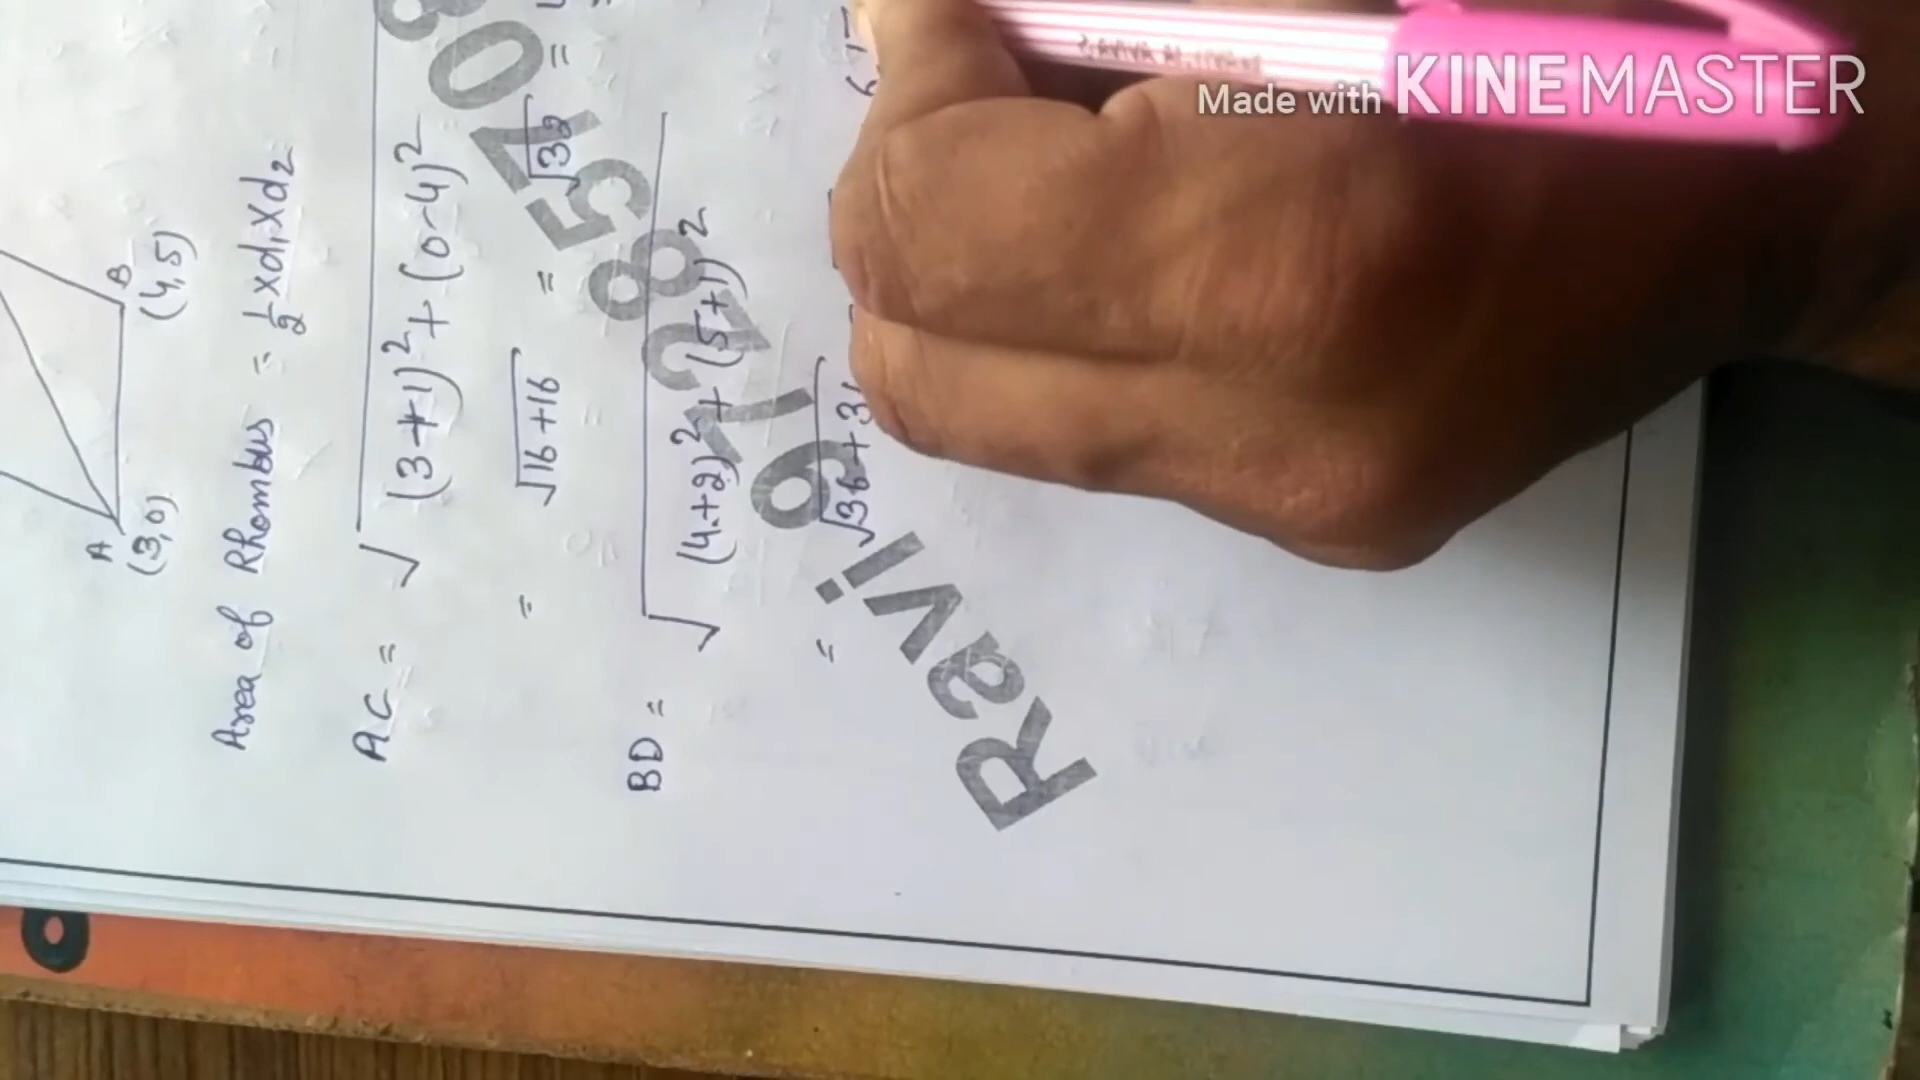 A
(3,0)
B
(4,5)
Area of Rhombus = 1/2 x d1 x d2
AC = √(3+1)² + (0-4)²
= √16+16 = √32 =
BD = √(4+2)² + (5+1)²
= √36+3
Ravi
Made with KINEMASTER